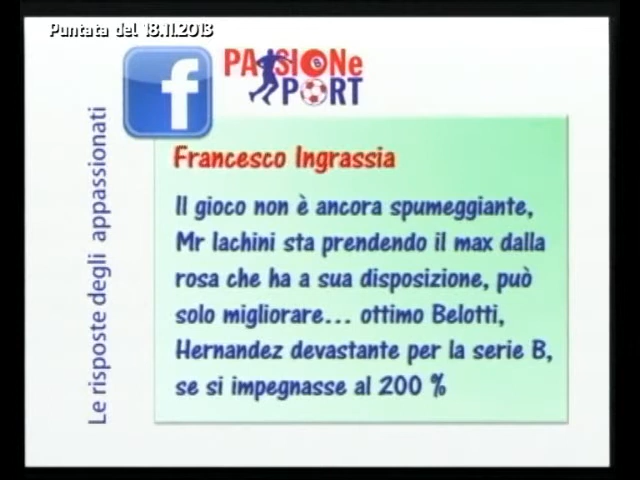 Puntata del 18.11.2013
PASSIONe
SPORT
Le risposte degli appassionati
Francesco Ingrassia
Il gioco non è ancora spumeggiante,
Mr Iachini sta prendendo il max dalla
rosa che ha a sua disposizione, può
solo migliorare... ottimo Belotti,
Hernandez devastante per la serie B,
se si impegnasse al 200 %